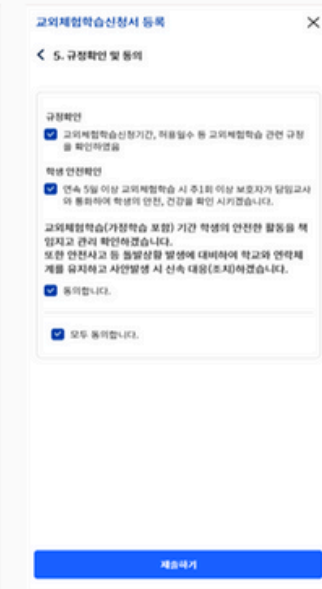 교외체험학습신청서 등록
5. 규정확인 및 동의
규정확인
교외체험학습신청기간, 허용일수 등 교외체험학습 관련 규정
을 확인하였음
학생 안전확인
연속 5일 이상 교외체험학습 시 주1회 이상 보호자가 담임교사
와 통화하여 학생의 안전, 건강을 확인 시키겠습니다.
교외체험학습(가정학습 포함) 기간 학생의 안전한 활동을 책
임지고 관리 확인하겠습니다.
또한 안전사고 등 돌발상황 발생에 대비하여 학교와 연락체
계를 유지하고 사안발생 시 신속 대응(조치)하겠습니다.
동의합니다.
모두 동의합니다.
제출하기